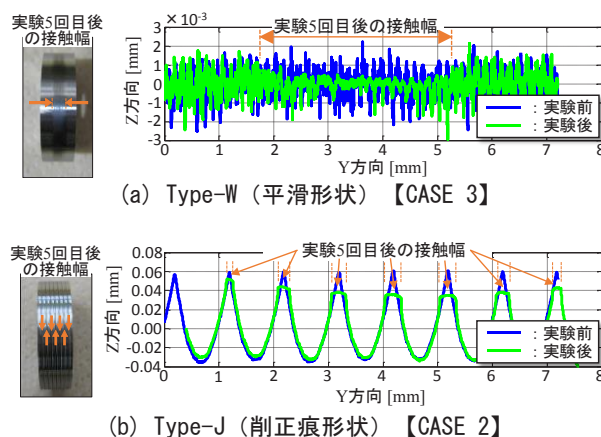 実験5回目後
の接触幅
×10⁻³
実験5回目後の接触幅
Z方向 [mm]
3
2
1
0
-1
-2
-3
0 1 2 3 4 5 6 7 8
Y方向 [mm]
:実験前
:実験後
(a) Type-W (平滑形状) 【CASE 3】
実験5回目後
の接触幅
実験5回目後の接触幅
Z方向 [mm]
0.08
0.06
0.04
0.02
0.00
-0.02
-0.04
0 1 2 3 4 5 6 7 8
Y方向 [mm]
:実験前
:実験後
(b) Type-J (削正痕形状) 【CASE 2】